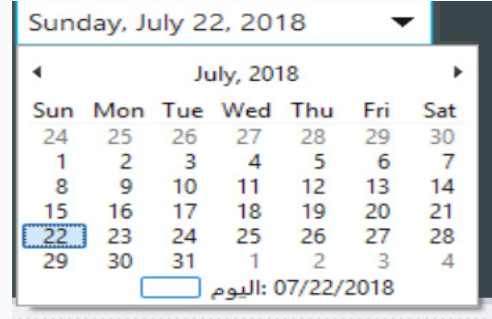 Sunday, July 22, 2018
July, 2018
Sun Mon Tue Wed Thu Fri Sat
24 25 26 27 28 29 30
1 2 3 4 5 6 7
8 9 10 11 12 13 14
15 16 17 18 19 20 21
22 23 24 25 26 27 28
29 30 31 1 2 3 4
اليوم: 07/22/2018